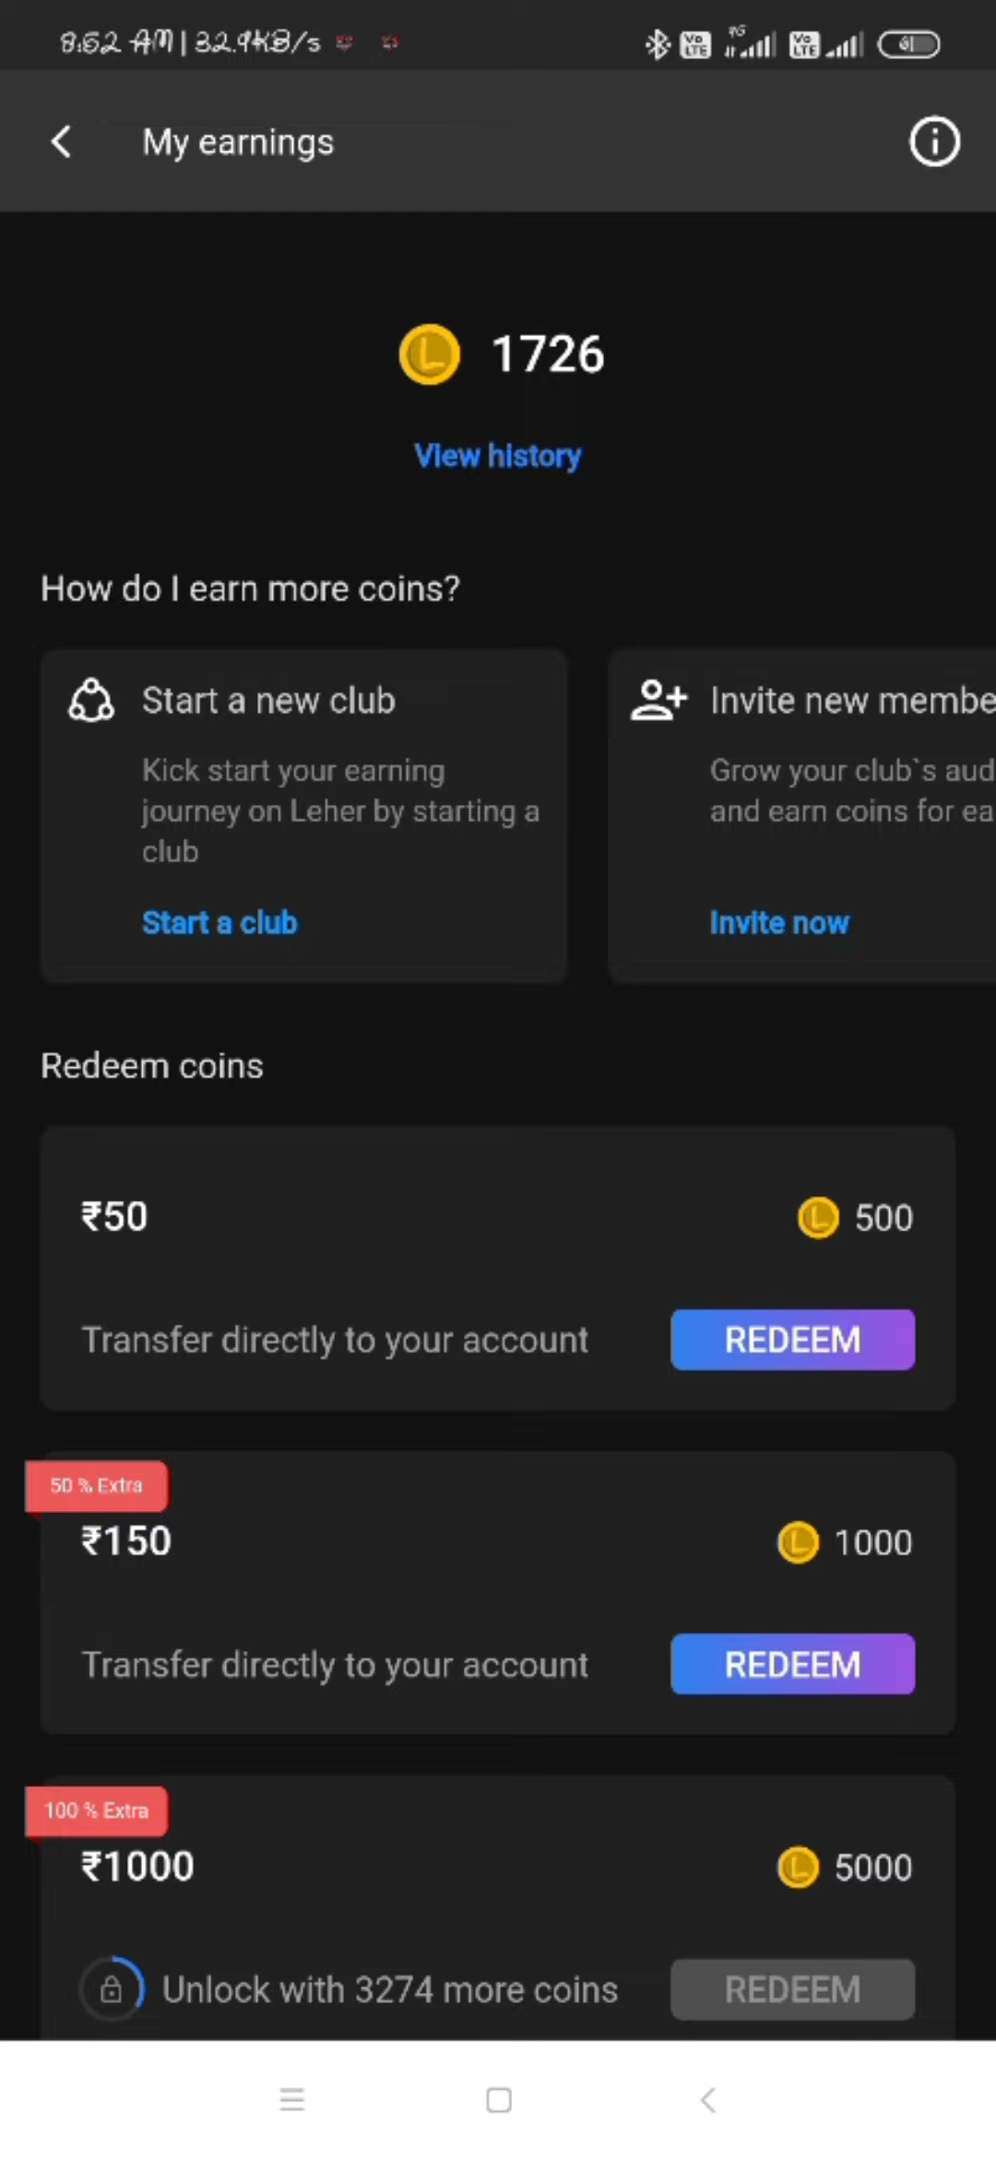 8:52 AM | 32.9KB/s
My earnings
1726
View history
How do I earn more coins?
Start a new club
Kick start your earning
journey on Leher by starting a
club
Start a club
Invite new membe
Grow your club`s aud
and earn coins for ea
Invite now
Redeem coins
₹50
500
Transfer directly to your account
REDEEM
50 % Extra
₹150
1000
Transfer directly to your account
REDEEM
100 % Extra
₹1000
5000
Unlock with 3274 more coins
REDEEM